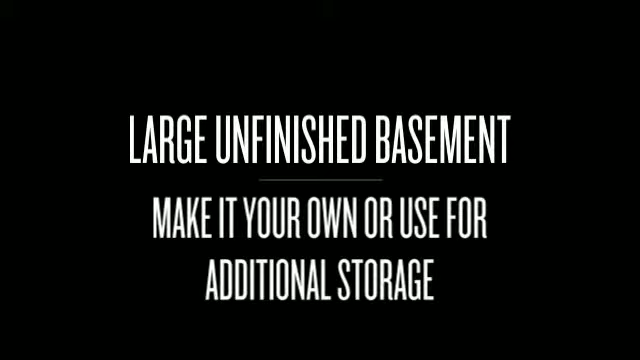 LARGE UNFINISHED BASEMENT
MAKE IT YOUR OWN OR USE FOR
ADDITIONAL STORAGE